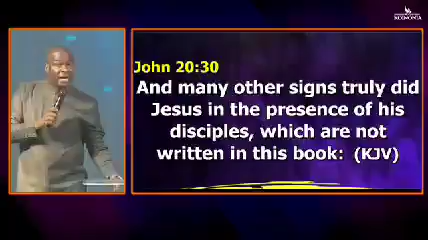 KOINONIA
John 20:30
And many other signs truly did
Jesus in the presence of his
disciples, which are not
written in this book: (KJV)